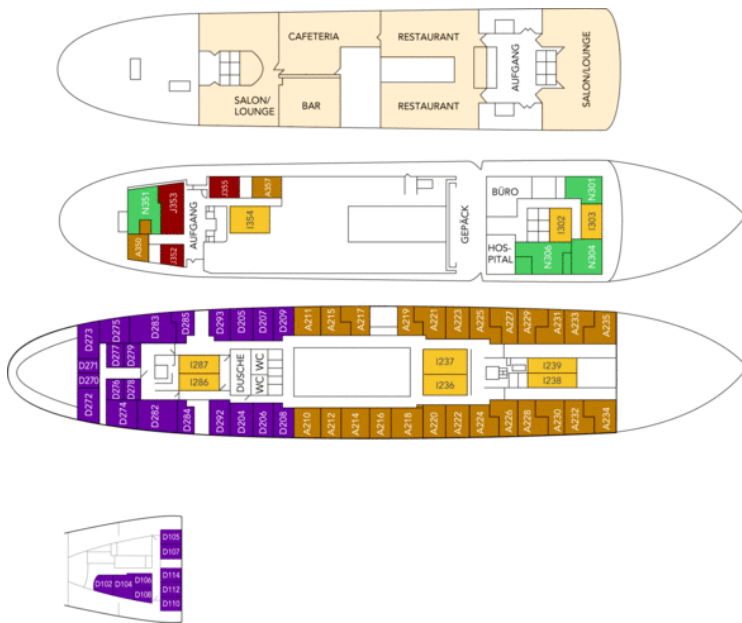 CAFETERIA
RESTAURANT
AUFGANG
SALON/LOUNGE
SALON/
LOUNGE
BAR
RESTAURANT
N351
J353
J355
A357
I354
AUFGANG
A350
J352
GEPÄCK
BÜRO
N301
I302
I303
HOS-
PITAL
N306
N304
D273
D275
D283
D285
D293
D205
D207
D209
A211
A215
A217
A219
A221
A223
A225
A227
A229
A231
A233
A235
D271
D277
D279
I287
DUSCHE
WC
I237
I239
D270
D276
D278
I286
WC
I236
I238
D272
D274
D282
D284
D292
D204
D206
D208
A210
A212
A214
A216
A218
A220
A222
A224
A226
A228
A230
A232
A234
D105
D107
D102
D104
D106
D108
D114
D112
D110